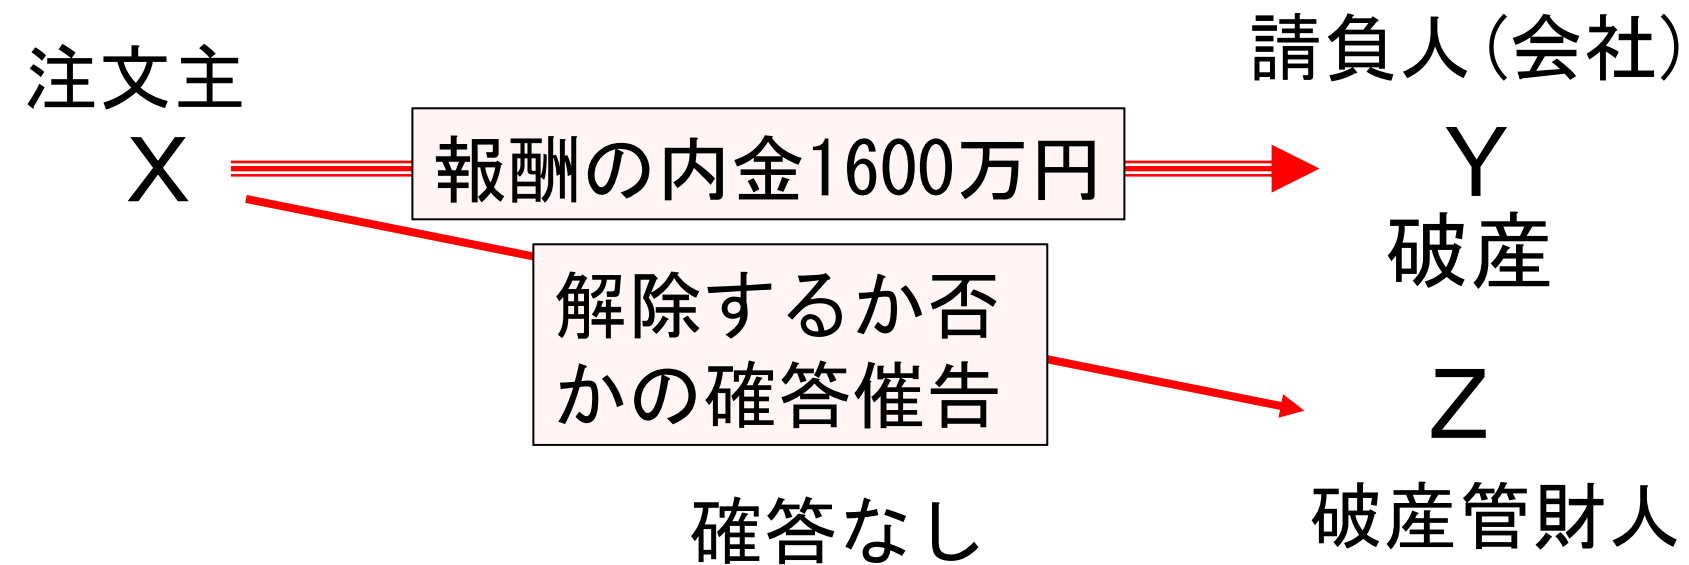 注文主
X
報酬の内金1600万円
請負人(会社)
Y
破産
解除するか否
かの確答催告
Z
破産管財人
確答なし